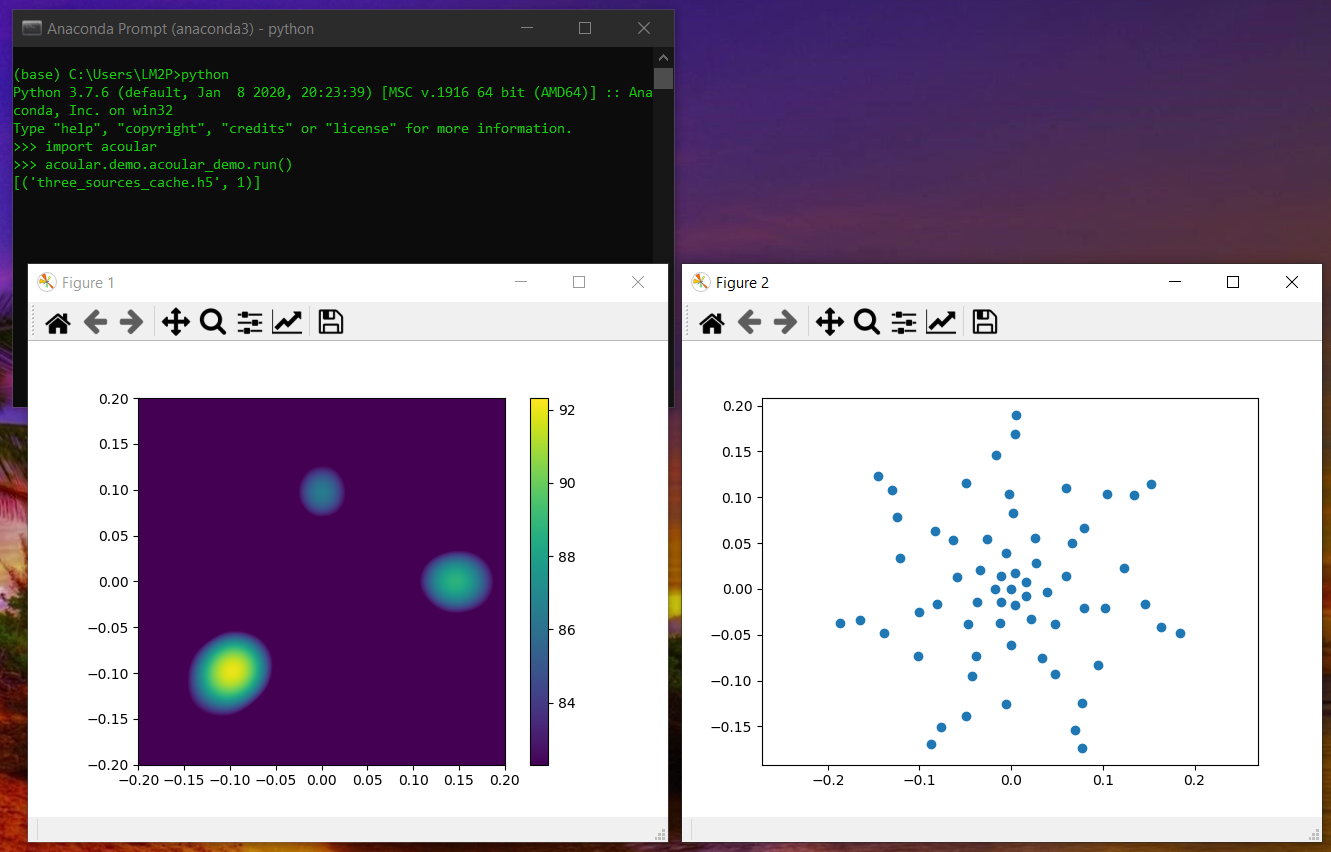 Anaconda Prompt (anaconda3) - python
(base) C:\Users\LM2P>python
Python 3.7.6 (default, Jan  8 2020, 20:23:39) [MSC v.1916 64 bit (AMD64)] :: Ana
conda, Inc. on win32
Type "help", "copyright", "credits" or "license" for more information.
>>> import acoular
>>> acoular.demo.acoular_demo.run()
[('three_sources_cache.h5', 1)]
Figure 1
0.20
0.15
0.10
0.05
0.00
−0.05
−0.10
−0.15
−0.20
−0.20 −0.15 −0.10 −0.05 0.00 0.05 0.10 0.15 0.20
92
90
88
86
84
Figure 2
0.20
0.15
0.10
0.05
0.00
−0.05
−0.10
−0.15
−0.2 −0.1 0.0 0.1 0.2